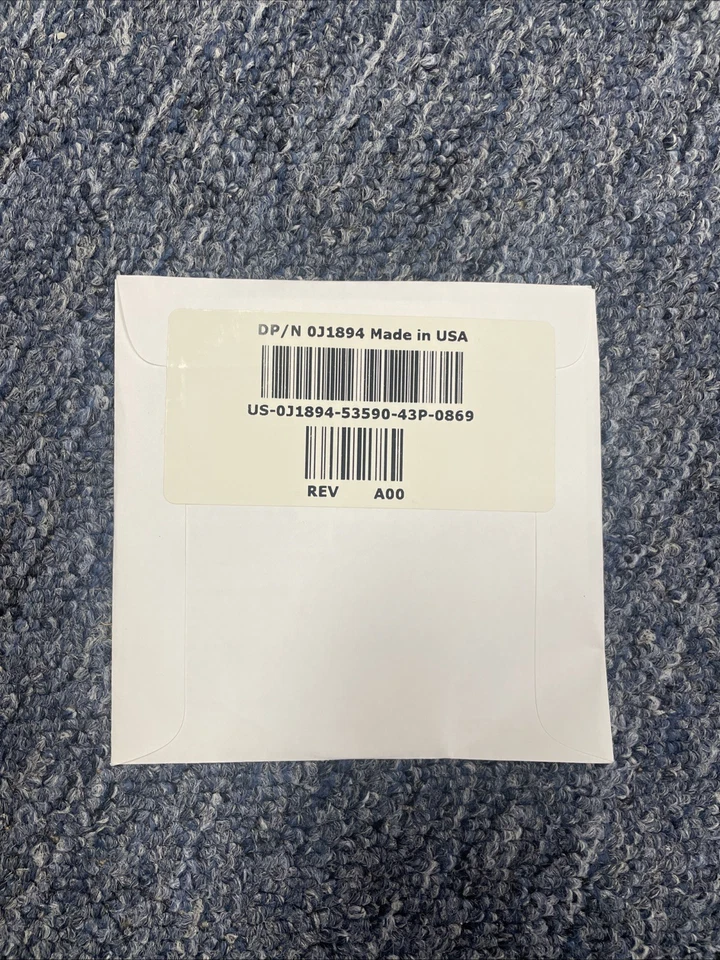 DP/N 0J1894 Made in USA
US-0J1894-53590-43P-0869
REV A00